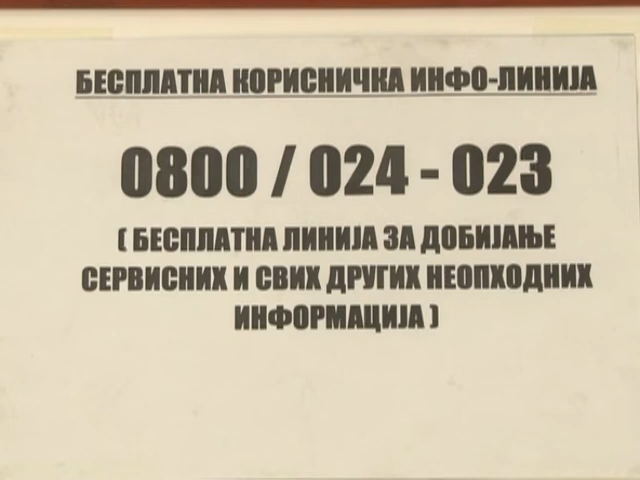 БЕСПЛАТНА КОРИСНИЧКА ИНФО-ЛИНИЈА
0800 / 024 - 023
( БЕСПЛАТНА ЛИНИЈА ЗА ДОБИЈАЊЕ
СЕРВИСНИХ И СВИХ ДРУГИХ НЕОПХОДНИХ
ИНФОРМАЦИЈА )